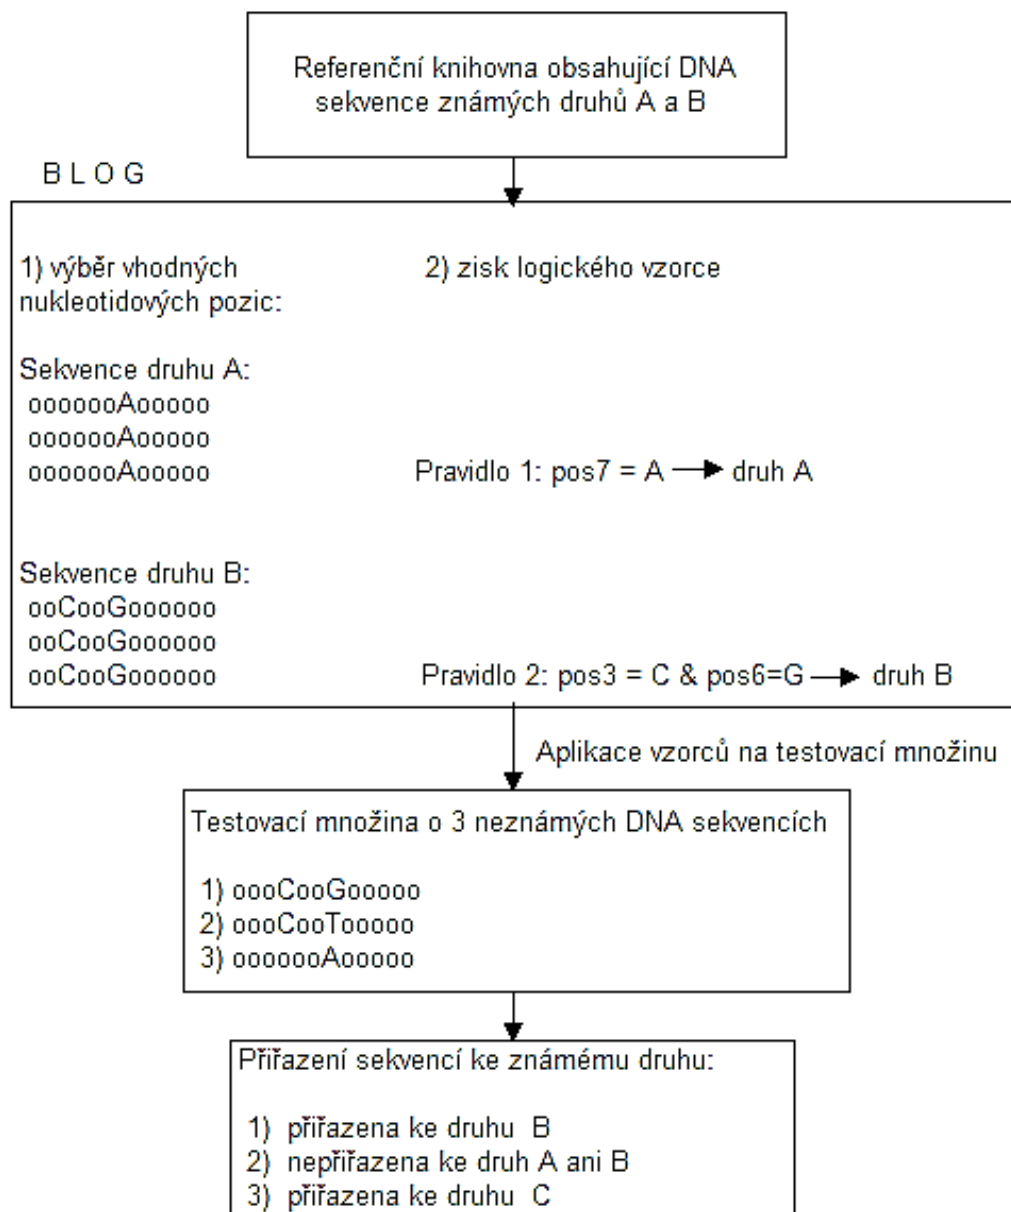 Referenční knihovna obsahující DNA
sekvence známých druhů A a B
B L O G
1) výběr vhodných
nukleotidových pozic:
2) zisk logického vzorce
Sekvence druhu A:
ooooooAooooo
ooooooAooooo
ooooooAooooo
Pravidlo 1: pos7 = A → druh A
Sekvence druhu B:
ooCooGoooooo
ooCooGoooooo
ooCooGoooooo
Pravidlo 2: pos3 = C & pos6=G → druh B
Aplikace vzorců na testovací množinu
Testovací množina o 3 neznámých DNA sekvencích
1) oooCooGooooo
2) oooCooTooooo
3) ooooooAooooo
Přiřazení sekvencí ke známému druhu:
1) přiřazena ke druhu B
2) nepřiřazena ke druh A ani B
3) přiřazena ke druhu C